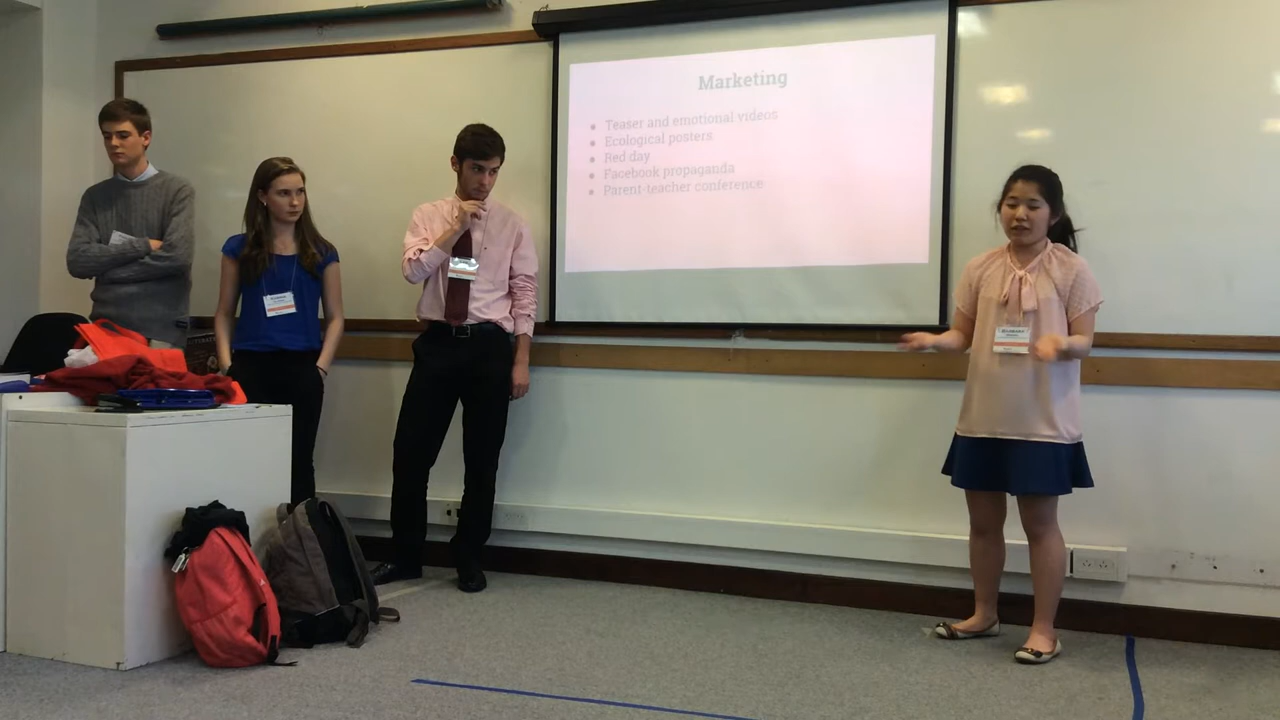 Marketing
● Teaser and emotional videos
● Ecological posters
● Red day
● Facebook propaganda
● Parent-teacher conference